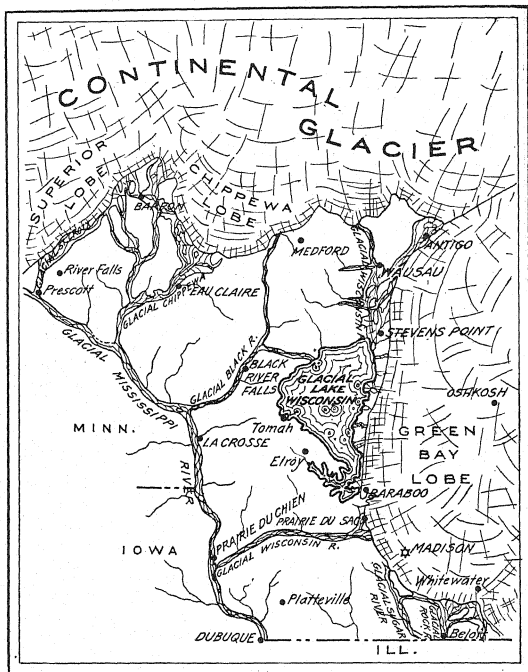 CONTINENTAL
GLACIER
SUPERIOR
LOBE
CHIPPEWA
LOBE
BARRON
MEDFORD
ANTIGO
WAUSAU
River Falls
Prescott
EAU CLAIRE
GLACIAL CHIPPEWA
GLACIAL WISCONSIN
STEVENS POINT
GLACIAL MISSISSIPPI
RIVER
GLACIAL BLACK R.
BLACK
RIVER
FALLS
GLACIAL
LAKE
WISCONSIN
OSHKOSH
MINN.
Tomah
GREEN
BAY
LOBE
LA CROSSE
Elroy
BARABOO
PRAIRIE DU CHIEN
PRAIRIE DU SAC
IOWA
GLACIAL WISCONSIN R.
MADISON
Whitewater
GLACIAL SUGAR
RIVER
GLACIAL
ROCK R.
Platteville
Beloit
DUBUQUE
ILL.